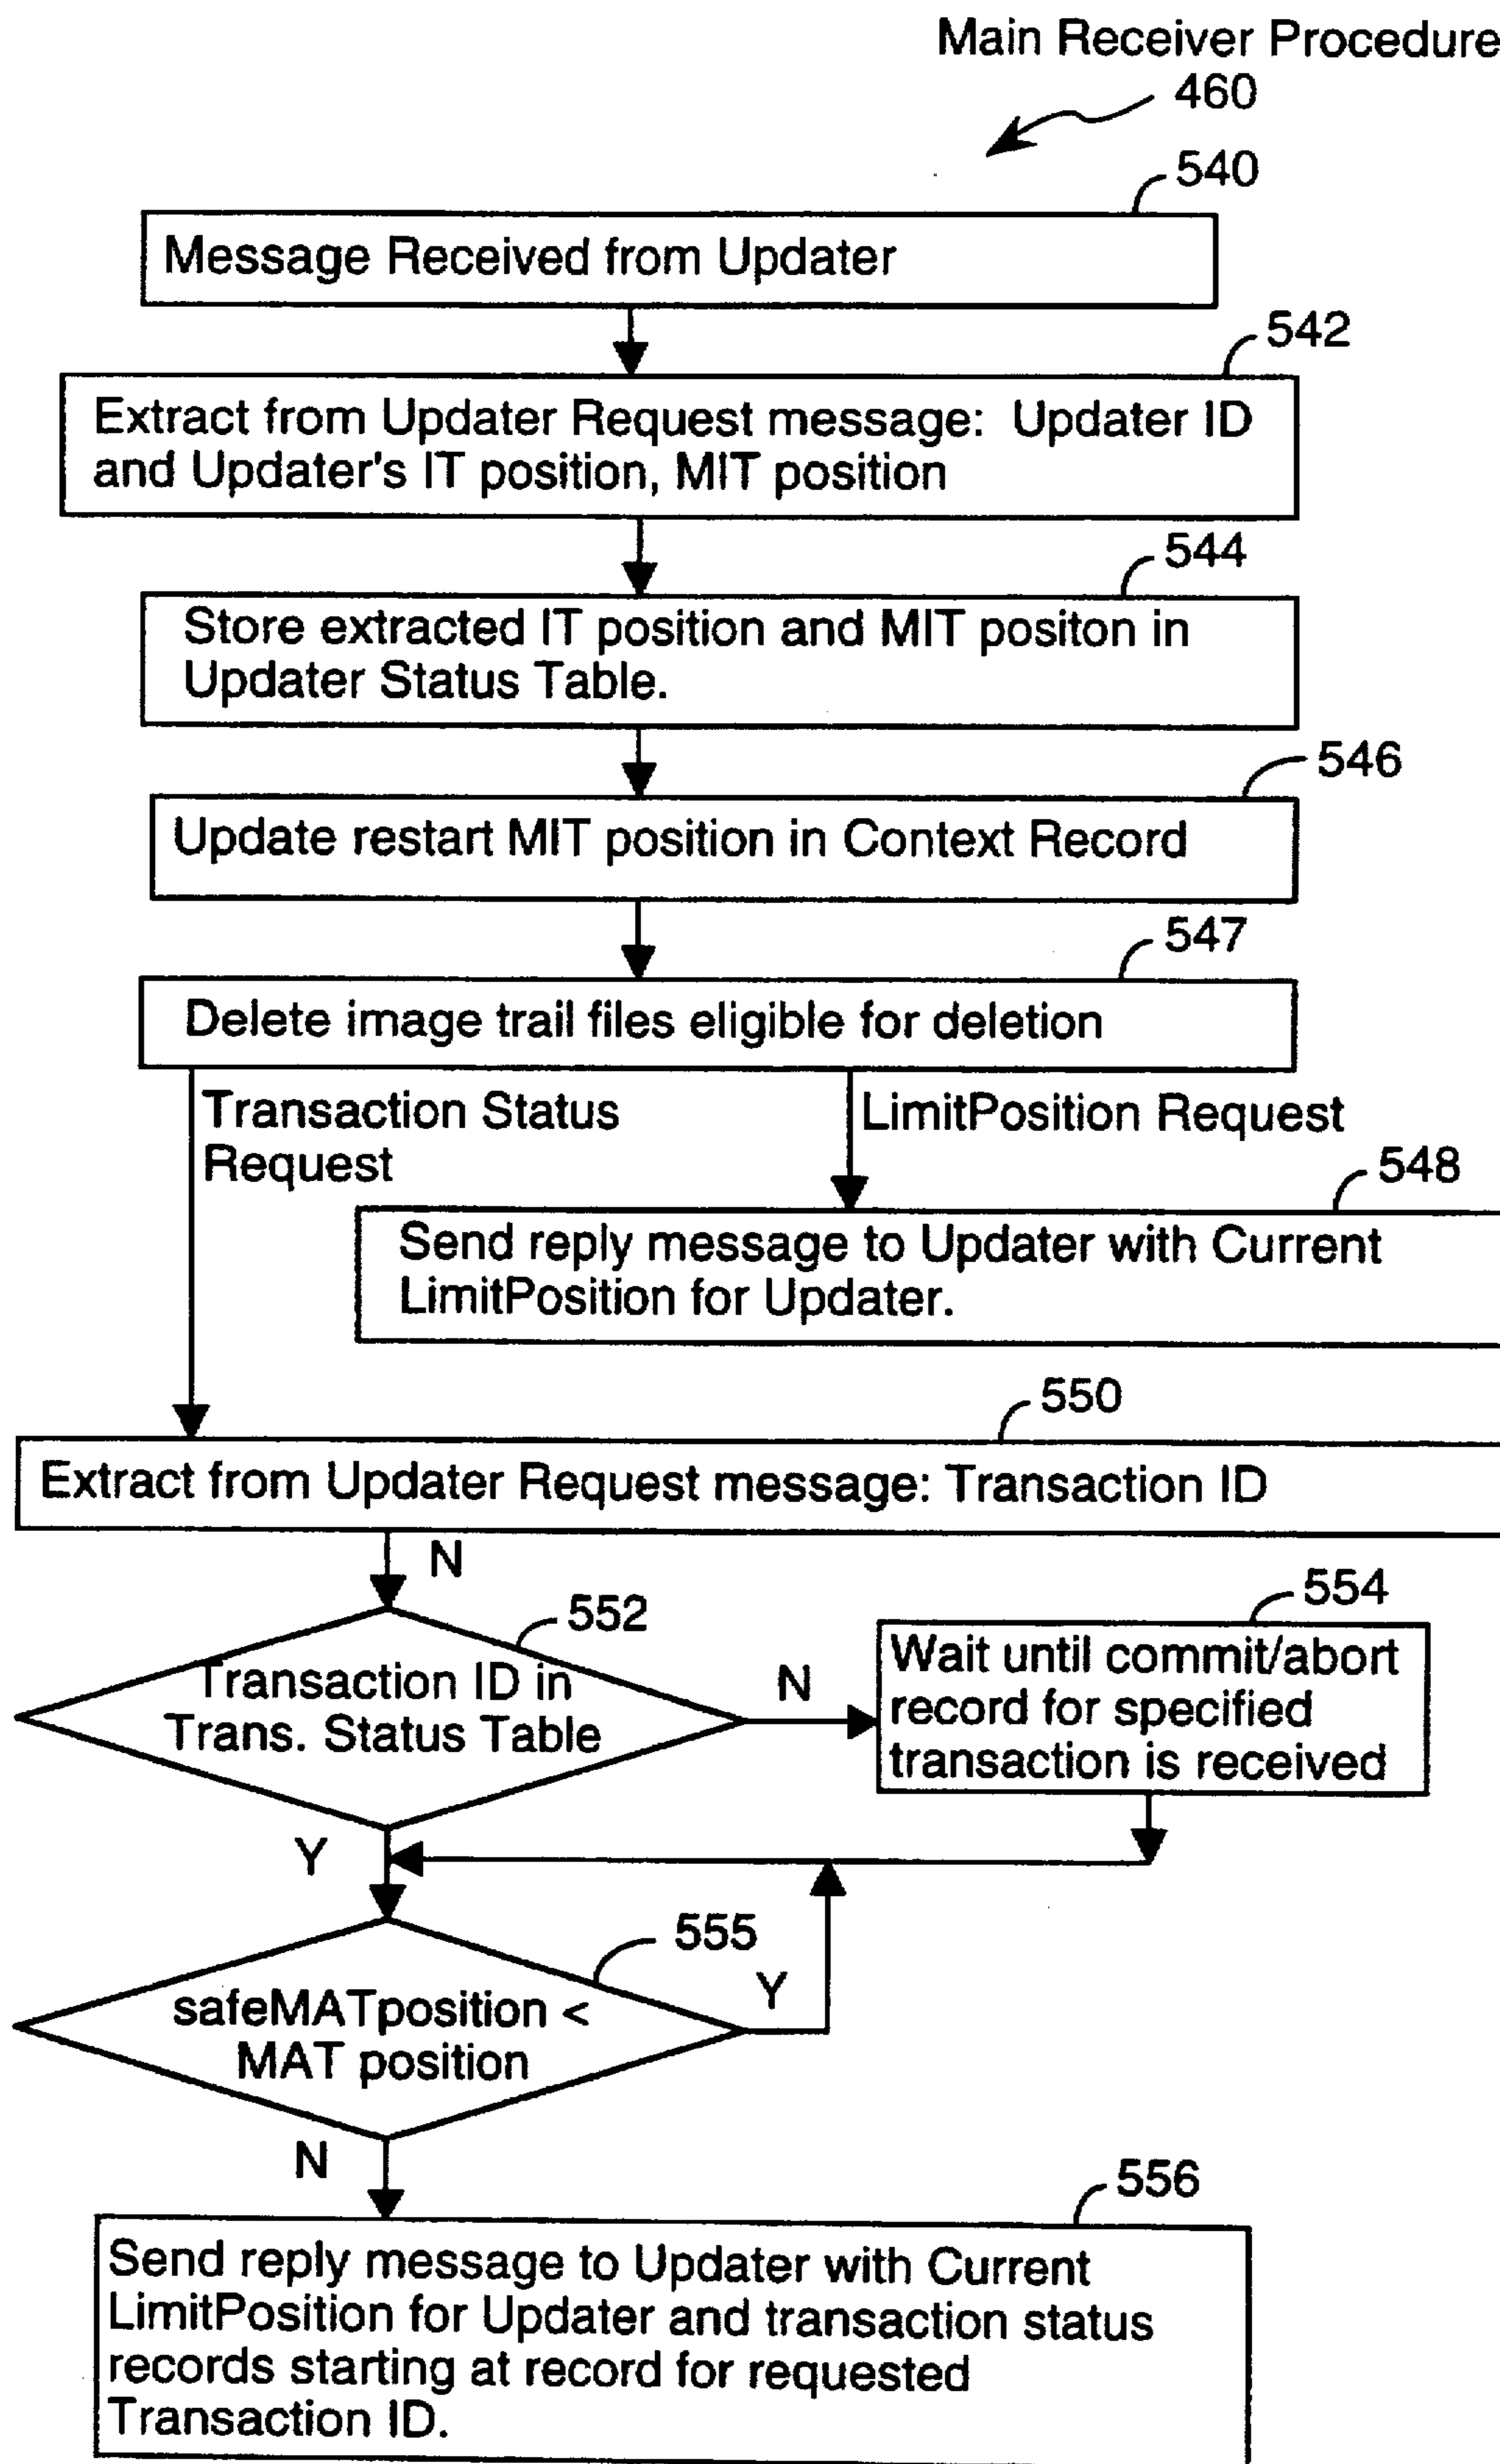 Main Receiver Procedure
460
540
Message Received from Updater
542
Extract from Updater Request message: Updater ID
and Updater's IT position, MIT position
544
Store extracted IT position and MIT positon in
Updater Status Table.
546
Update restart MIT position in Context Record
547
Delete image trail files eligible for deletion
Transaction Status
Request
LimitPosition Request
548
Send reply message to Updater with Current
LimitPosition for Updater.
550
Extract from Updater Request message: Transaction ID
N
552
Transaction ID in
Trans. Status Table
N
554
Wait until commit/abort
record for specified
transaction is received
Y
555
safeMATposition <
MAT position
Y
N
556
Send reply message to Updater with Current
LimitPosition for Updater and transaction status
records starting at record for requested
Transaction ID.